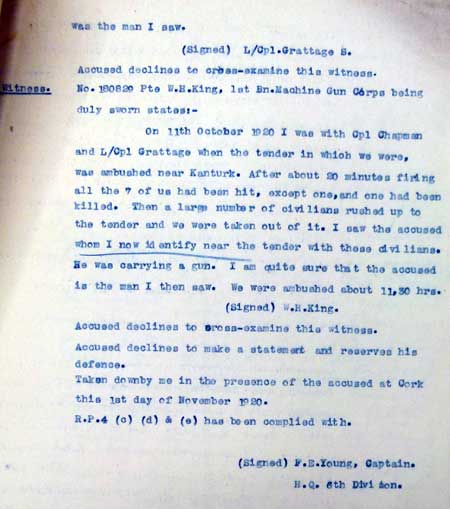 was the man I saw.
(Signed) L/Cpl.Grattage S.
Accused declines to cross-examine this witness.
Witness. No. 180820 Pte W.H.King, 1st Bn.Machine Gun Corps being
duly sworn states:-
On 11th October 1920 I was with Cpl Chapman
and L/Cpl Grattage when the tender in which we were,
was ambushed near Kanturk. After about 20 minutes firing
all the 7 of us had been hit, except one,and one had been
killed. Then a large number of civilians rushed up to
the tender and we were taken out of it. I saw the accused
whom I now identify near the tender with these civilians.
He was carrying a gun. I am quite sure that the accused
is the man I then saw. We were ambushed about 11,30 hrs.
(Signed) W.H.King.
Accused declines to cross-examine this witness.
Accused declines to make a statement and reserves his
defence.
Taken downby me in the presence of the accused at Cork
this 1st day of November 1920.
R.P.4 (c) (d) & (e) has been complied with.
(Signed) F.E.Young, Captain.
H.Q. 6th Division.